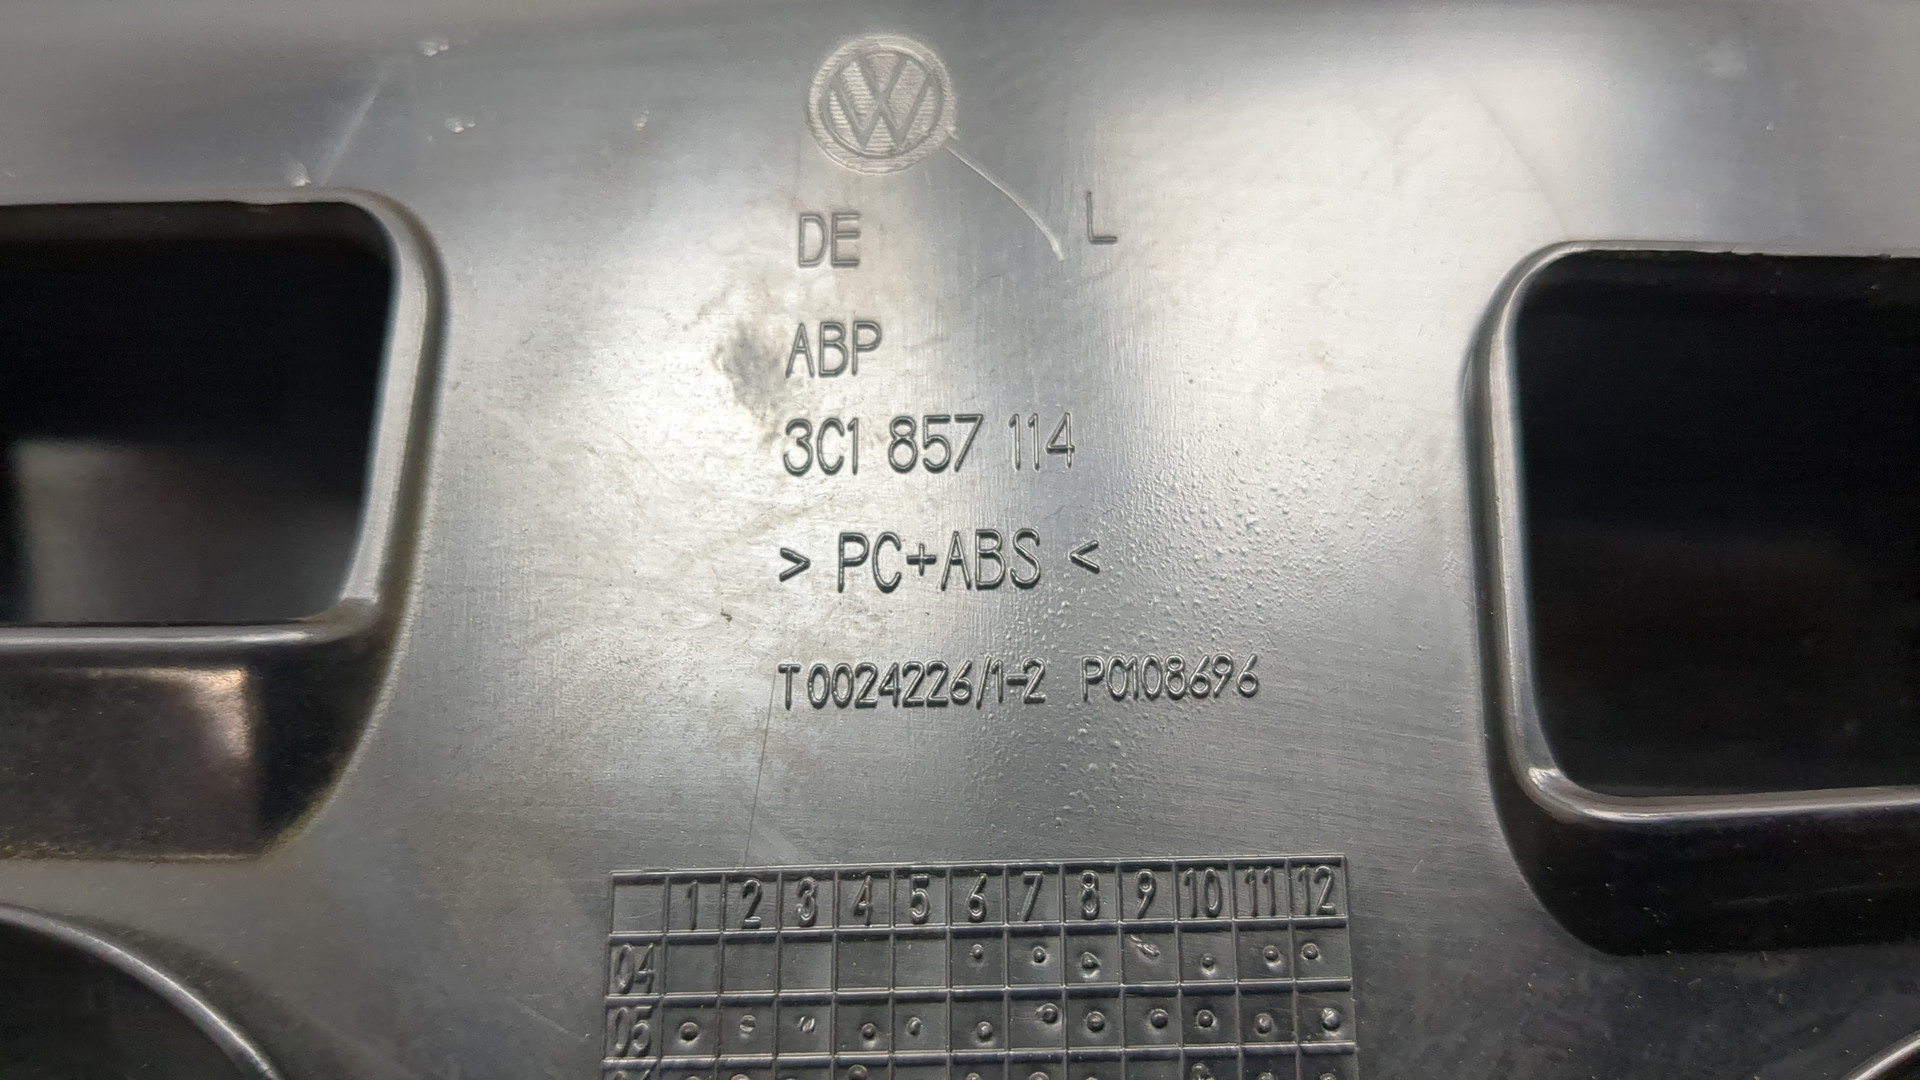 DE L
ABP
3C1 857 114
> PC+ABS <
T0024226/1-2 P0108696
1 2 3 4 5 6 7 8 9 10 11 12
04
05